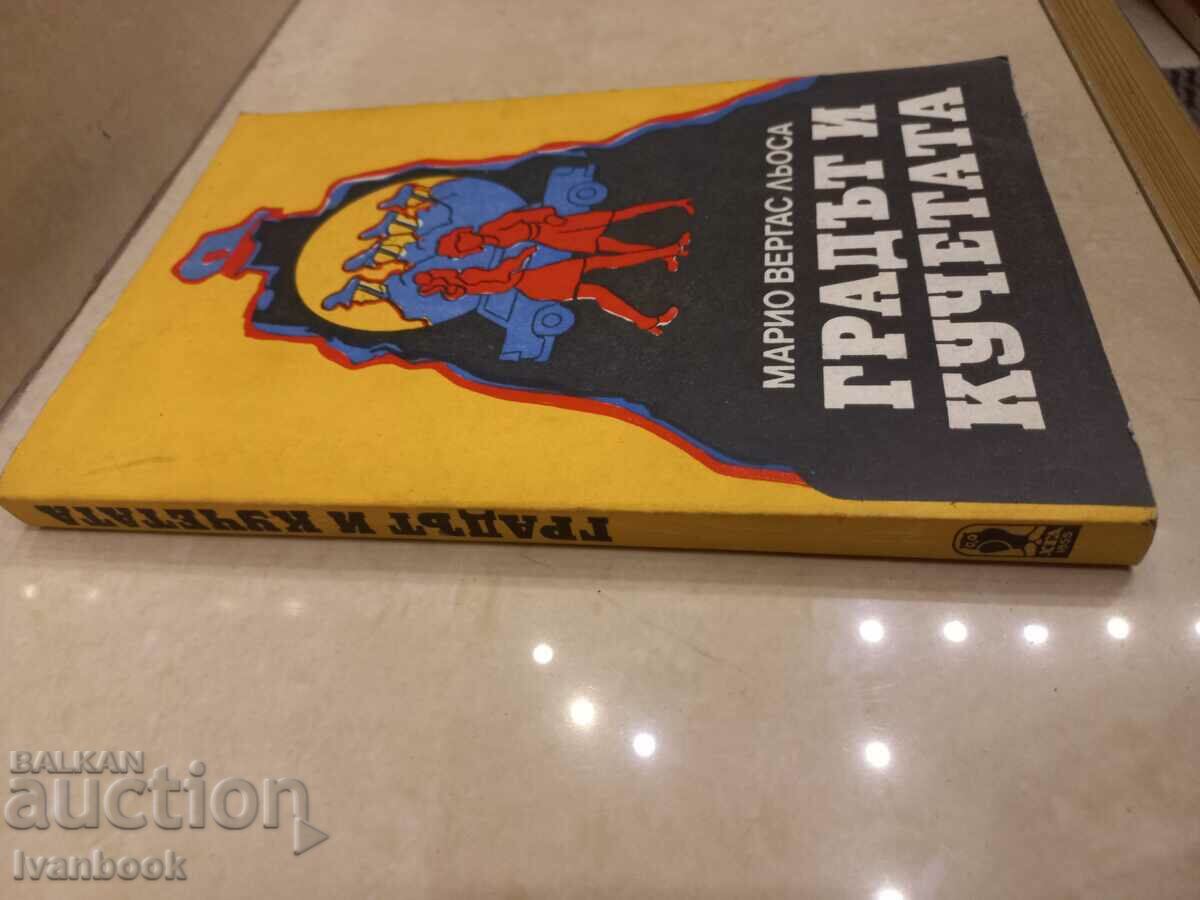 МАРИО ВЕРГАС ЛЬОСА
ГРАДЪТ И
КУЧЕТАТА
ГРАДЪТ И КУЧЕТАТА
BALKAN
auction
Ivanbook